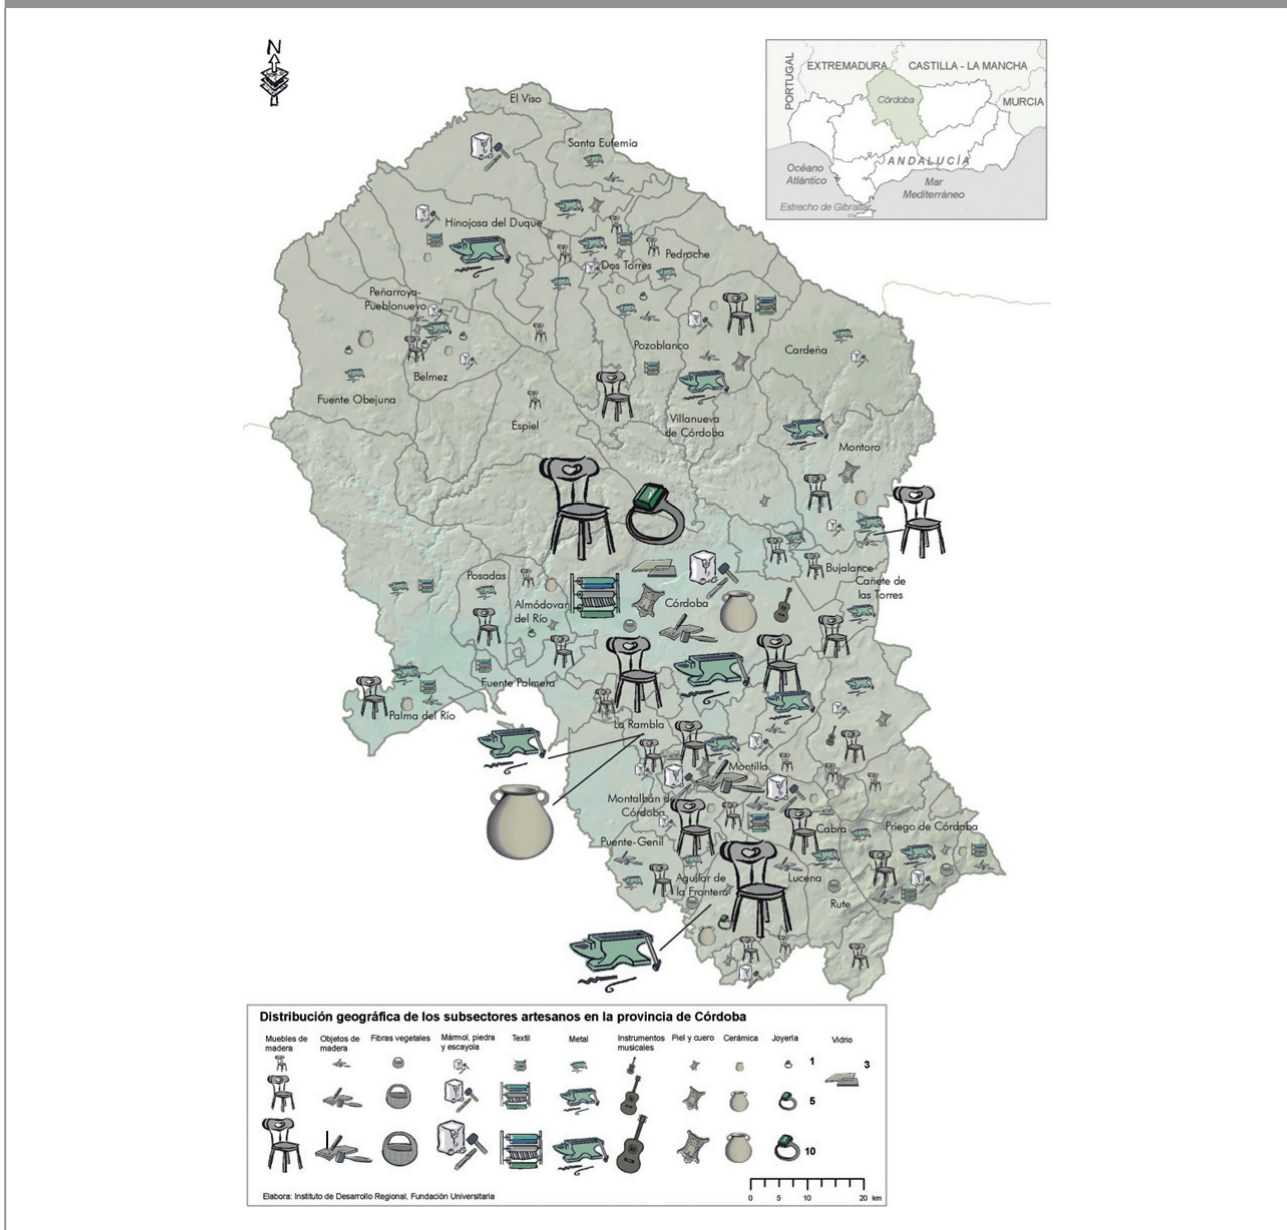 N
PORTUGAL
EXTREMADURA
CASTILLA - LA MANCHA
Córdoba
MURCIA
ANDALUCÍA
Océano
Atlántico
Mar
Mediterráneo
Estrecho de Gibraltar
El Viso
Santa Eufemia
Hinojosa del Duque
Pedroche
Dos Torres
Peñarroya-
Pueblonuevo
Pozoblanco
Cardeña
Belmez
Fuente Obejuna
Espiel
Villanueva
de Córdoba
Montoro
Posadas
Bujalance
Cañete de
las Torres
Almódovar
del Río
Córdoba
Fuente Palmera
Palma del Río
La Rambla
Montilla
Montalbán de
Córdoba
Cabra
Priego de Córdoba
Puente-Genil
Aguilar de
la Frontera
Lucena
Rute
Distribución geográfica de los subsectores artesanos en la provincia de Córdoba
Muebles de
madera
Objetos de
madera
Fibras vegetales
Mármol, piedra
y escayola
Textil
Metal
Instrumentos
musicales
Piel y cuero
Cerámica
Joyería
Vidrio
1
3
5
10
Elabora: Instituto de Desarrollo Regional, Fundación Universitaria
0 5 10 20 km